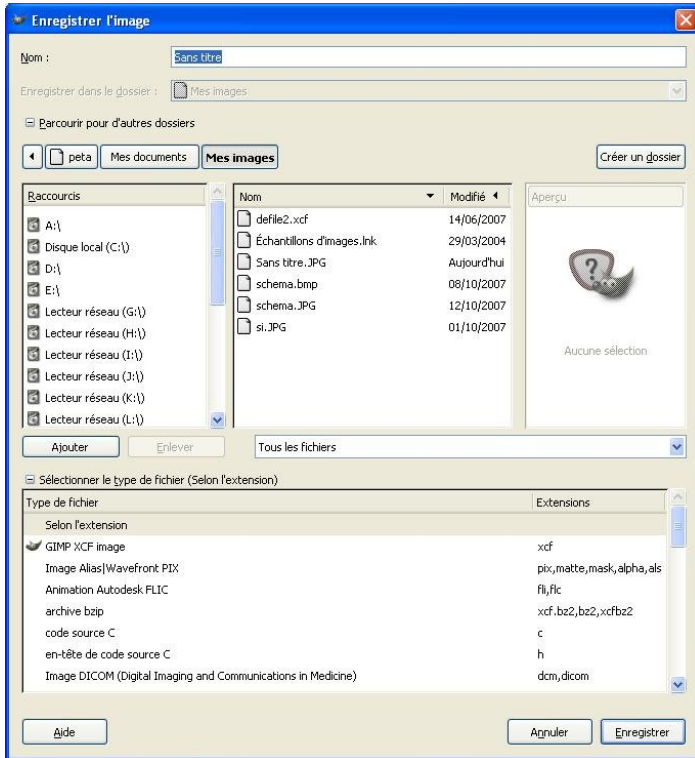 Enregistrer l'image
Nom :
Sans titre
Enregistrer dans le dossier :
Mes images
Parcourir pour d'autres dossiers
peta
Mes documents
Mes images
Créer un dossier
Raccourcis
A:\
Disque local (C:\)
D:\
E:\
Lecteur réseau (G:\)
Lecteur réseau (H:\)
Lecteur réseau (I:\)
Lecteur réseau (J:\)
Lecteur réseau (K:\)
Lecteur réseau (L:\)
Nom Modifié
defile2.xcf 14/06/2007
Échantillons d'images.lnk 29/03/2004
Sans titre.JPG Aujourd'hui
schema.bmp 08/10/2007
schema.JPG 12/10/2007
si.JPG 01/10/2007
Aperçu
?
Aucune sélection
Ajouter
Enlever
Tous les fichiers
Sélectionner le type de fichier (Selon l'extension)
Type de fichier Extensions
Selon l'extension
GIMP XCF image xcf
Image Alias|Wavefront PIX pix,matte,mask,alpha,als
Animation Autodesk FLIC fli,flc
archive bzip xcf.bz2,bz2,xcfbz2
code source C c
en-tête de code source C h
Image DICOM (Digital Imaging and Communications in Medicine) dcm,dicom
Aide
Annuler
Enregistrer